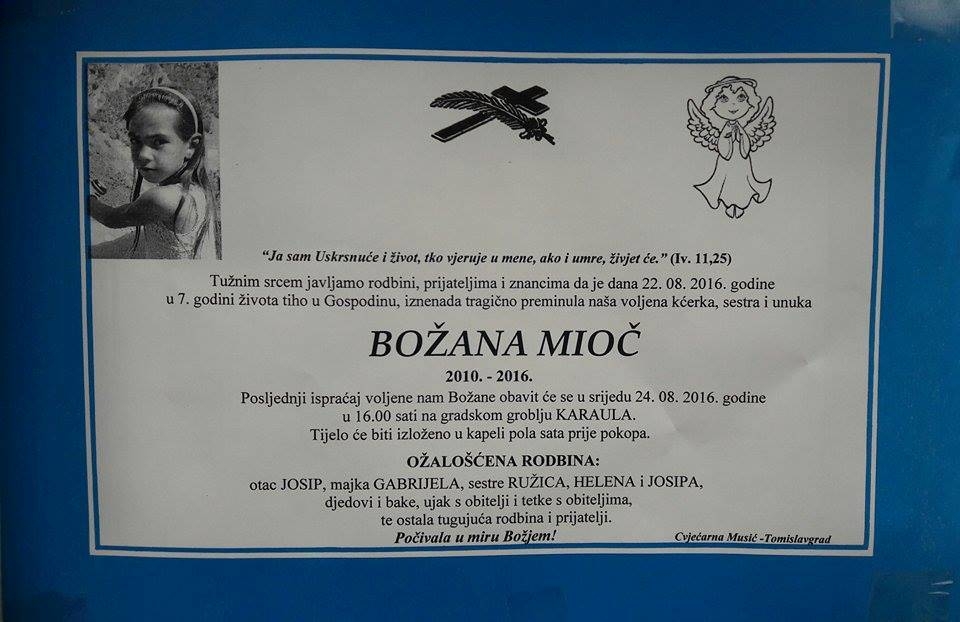 “Ja sam Uskrsnuće i život, tko vjeruje u mene, ako i umre, živjet će.” (Iv. 11,25)
Tužnim srcem javljamo rodbini, prijateljima i znancima da je dana 22. 08. 2016. godine
u 7. godini života tiho u Gospodinu, iznenada tragično preminula naša voljena kćerka, sestra i unuka
BOŽANA MIOČ
2010. - 2016.
Posljednji ispraćaj voljene nam Božane obavit će se u srijedu 24. 08. 2016. godine
u 16.00 sati na gradskom groblju KARAULA.
Tijelo će biti izloženo u kapeli pola sata prije pokopa.
OŽALOŠĆENA RODBINA:
otac JOSIP, majka GABRIJELA, sestre RUŽICA, HELENA i JOSIPA,
djedovi i bake, ujak s obitelji i tetke s obiteljima,
te ostala tugujuća rodbina i prijatelji.
Počivala u miru Božjem!
Cvjećarna Musić -Tomislavgrad